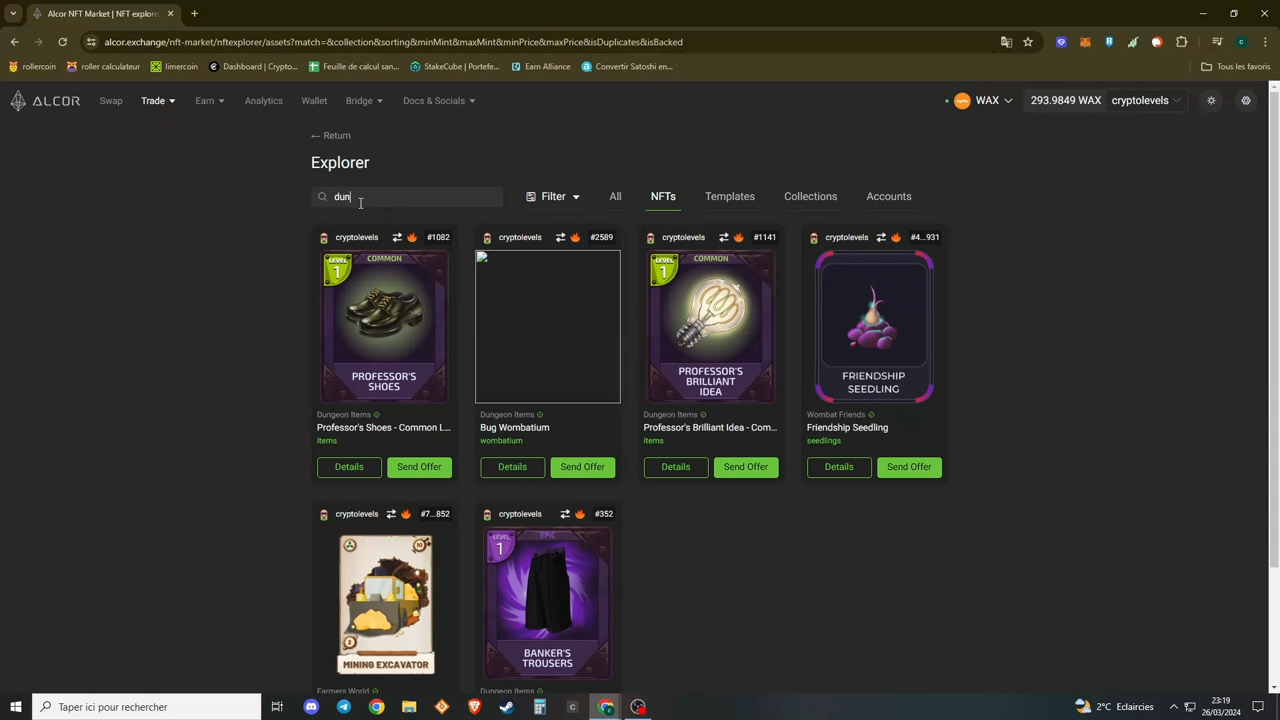 Alcor NFT Market | NFT explor
alcor.exchange/nft-market/nftexplorer/assets?match=&collection&sorting&minMint&maxMint&minPrice&maxPrice&isDuplicates&isBacked
rollercoin
roller calculateur
limercoin
Dashboard | Crypto...
Feuille de calcul san...
StakeCube | Portefe...
Earn Alliance
Convertir Satoshi en...
Tous les favoris
ALCOR
Swap
Trade
Earn
Analytics
Wallet
Bridge
Docs & Socials
WAX
293.9849 WAX
cryptolevels
← Return
Explorer
dun
Filter
All
NFTs
Templates
Collections
Accounts
cryptolevels #1082
LEVEL 1
COMMON
PROFESSOR'S
SHOES
Dungeon Items
Professor's Shoes - Common L...
items
Details
Send Offer
cryptolevels #2589
Dungeon Items
Bug Wombatium
wombatium
Details
Send Offer
cryptolevels #1141
LEVEL 1
COMMON
PROFESSOR'S
BRILLIANT
IDEA
Dungeon Items
Professor's Brilliant Idea - Com...
items
Details
Send Offer
cryptolevels #4...931
FRIENDSHIP
SEEDLING
Wombat Friends
Friendship Seedling
seedlings
Details
Send Offer
cryptolevels #7...852
10
2
MINING EXCAVATOR
Farmers World
cryptolevels #352
LEVEL 1
EPIC
BANKER'S
TROUSERS
Dungeon Items
Taper ici pour rechercher
2°C Eclaircies
23:19
26/03/2024